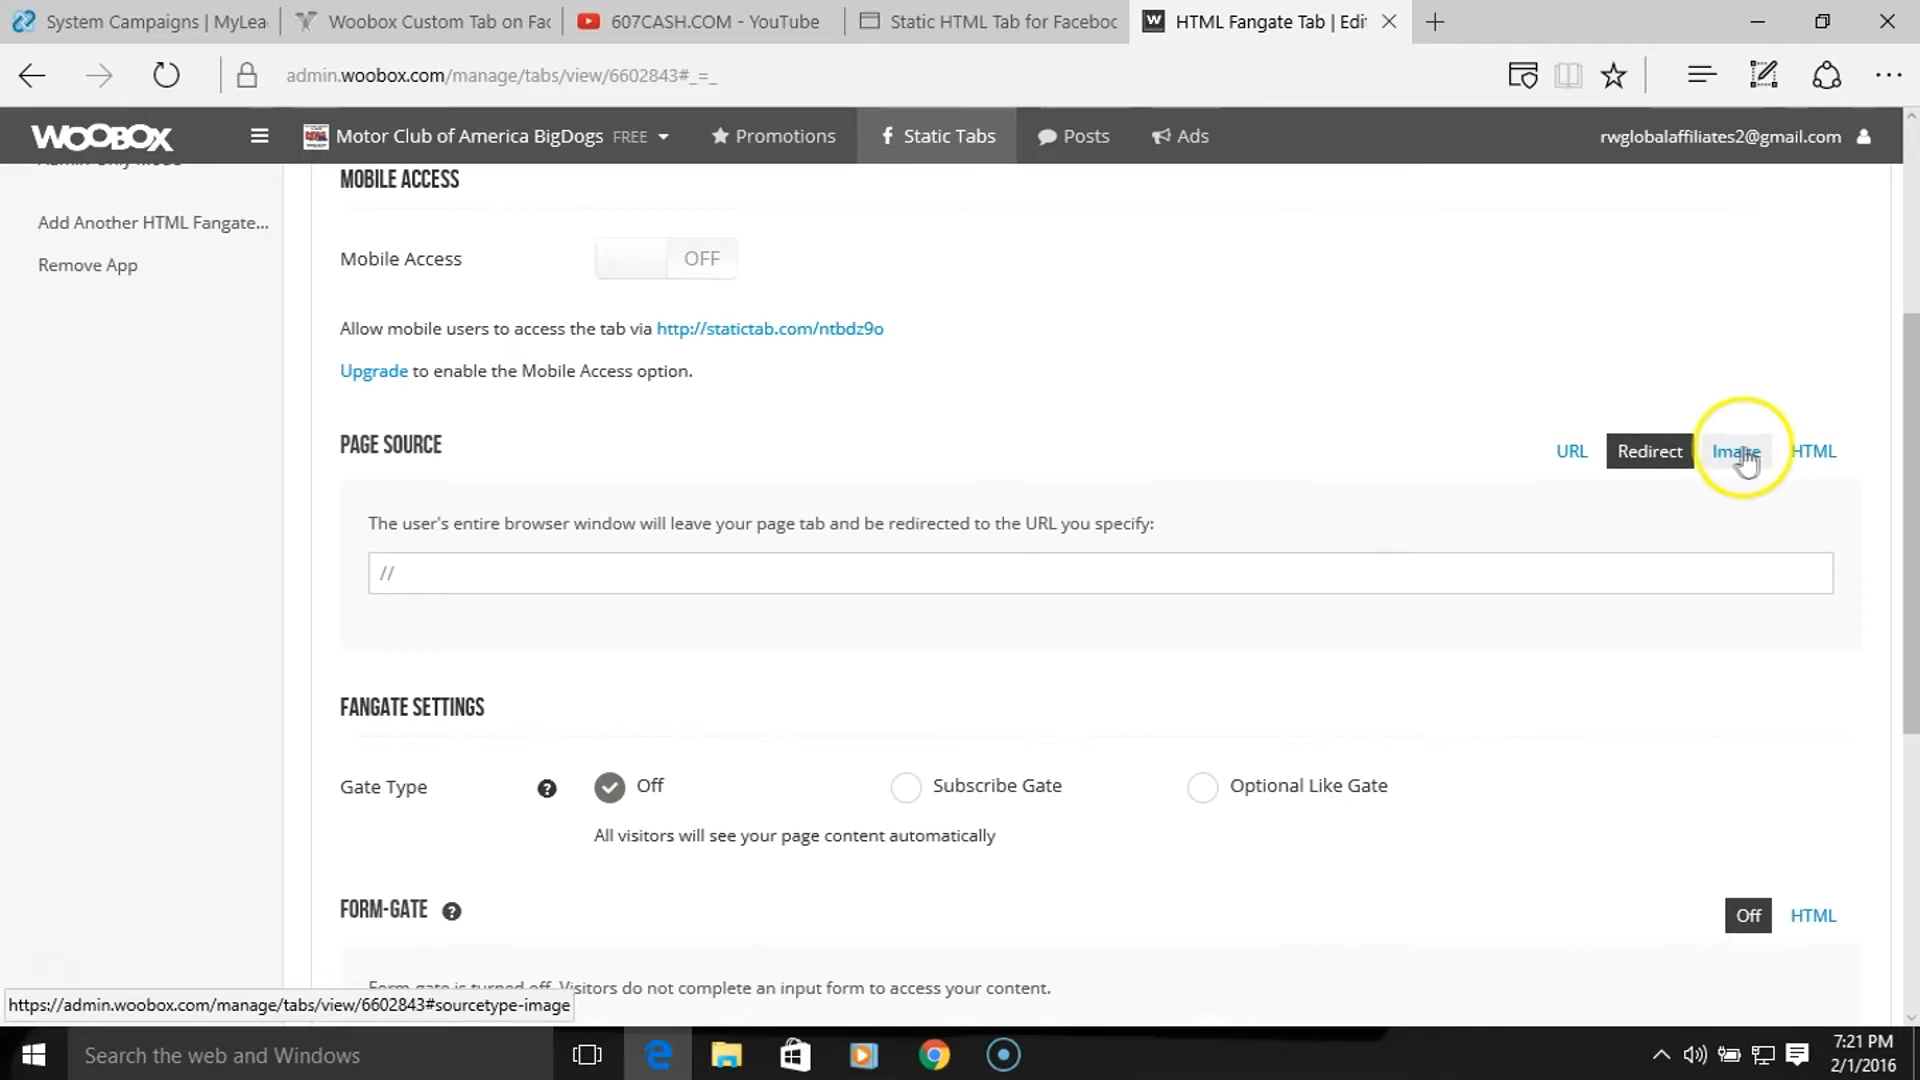 System Campaigns | MyLea
Woobox Custom Tab on Fac
607CASH.COM - YouTube
Static HTML Tab for Faceboc
W HTML Fangate Tab | Edit
admin.woobox.com/manage/tabs/view/6602843#_=_
WOOBOX
Motor Club of America BigDogs FREE
Promotions
f Static Tabs
Posts
Ads
rwglobalaffiliates2@gmail.com
Add Another HTML Fangate...
Remove App
MOBILE ACCESS
Mobile Access OFF
Allow mobile users to access the tab via http://statictab.com/ntbdz9o
Upgrade to enable the Mobile Access option.
PAGE SOURCE
URL Redirect Image HTML
The user's entire browser window will leave your page tab and be redirected to the URL you specify:
//
FANGATE SETTINGS
Gate Type ? Off Subscribe Gate Optional Like Gate
All visitors will see your page content automatically
FORM-GATE ?
Off HTML
Form-gate is turned off. Visitors do not complete an input form to access your content.
https://admin.woobox.com/manage/tabs/view/6602843#sourcetype-image
Search the web and Windows
7:21 PM
2/1/2016